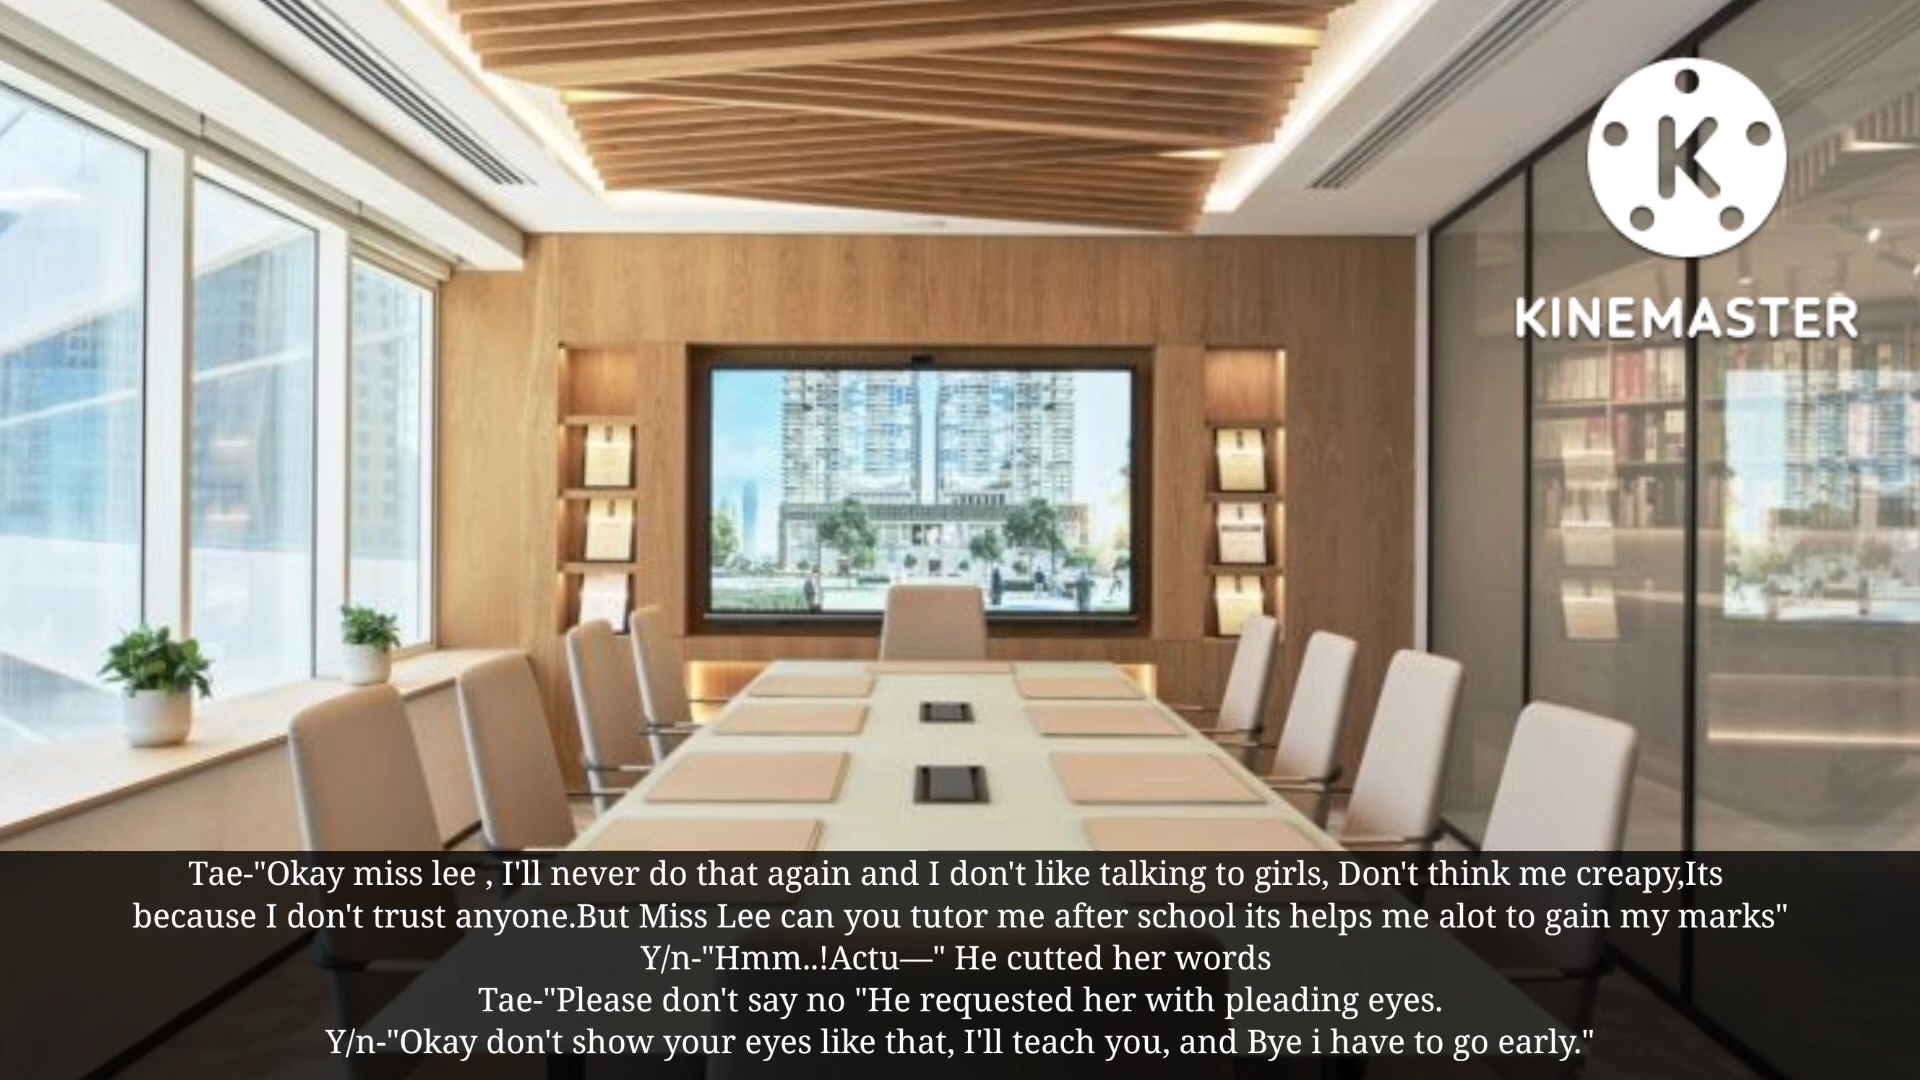 K
KINEMASTER
Tae-"Okay miss lee , I'll never do that again and I don't like talking to girls, Don't think me creapy,Its
because I don't trust anyone.But Miss Lee can you tutor me after school its helps me alot to gain my marks"
Y/n-"Hmm..!Actu—" He cutted her words
Tae-"Please don't say no "He requested her with pleading eyes.
Y/n-"Okay don't show your eyes like that, I'll teach you, and Bye i have to go early."